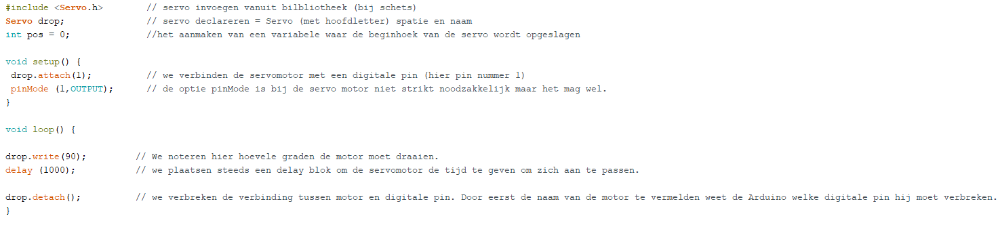 #include <Servo.h>        // servo invoegen vanuit bilbliotheek (bij schets)
Servo drop;               // servo declareren = Servo (met hoofdletter) spatie en naam
int pos = 0;              //het aanmaken van een variabele waar de beginhoek van de servo wordt opgeslagen
void setup() {
 drop.attach(1);          // we verbinden de servomotor met een digitale pin (hier pin nummer 1)
 pinMode (1,OUTPUT);      // de optie pinMode is bij de servo motor niet strikt noodzakkelijk maar het mag wel.
}
void loop() {
drop.write(90);         // We noteren hier hoevele graden de motor moet draaien.
delay (1000);           // we plaatsen steeds een delay blok om de servomotor de tijd te geven om zich aan te passen.
drop.detach();          // we verbreken de verbinding tussen motor en digitale pin. Door eerst de naam van de motor te vermelden weet de Arduino welke digitale pin hij moet verbreken.
}